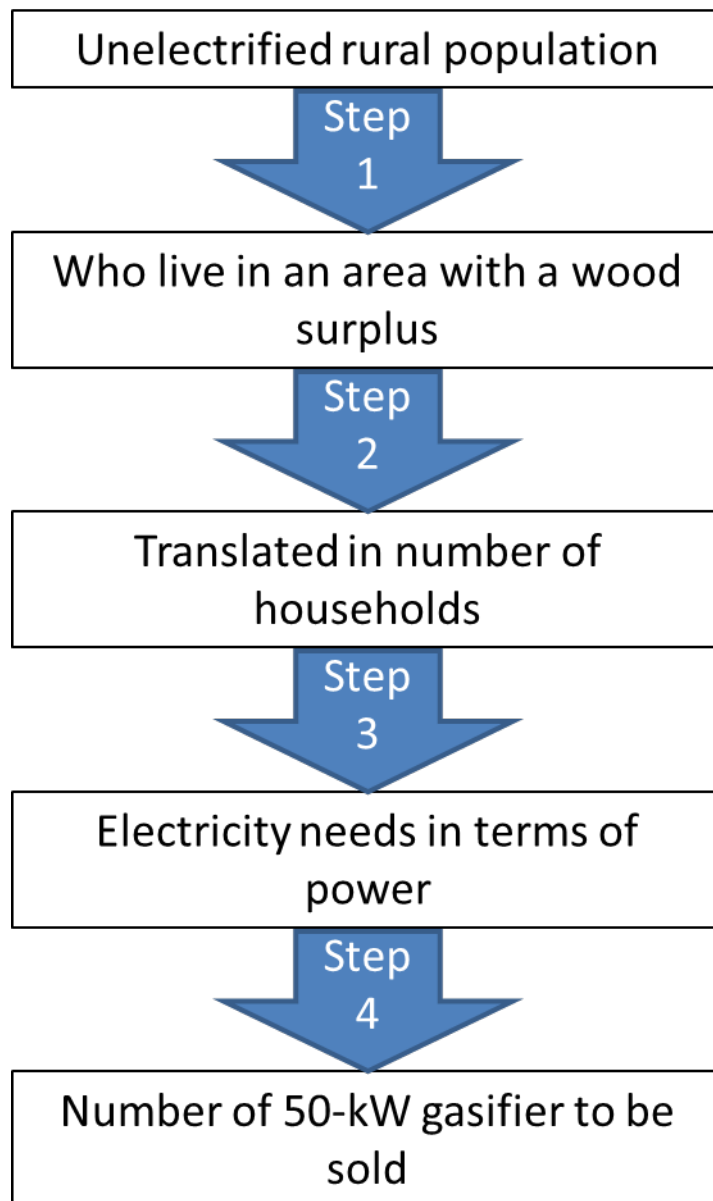 Unelectrified rural population
Step
1
Who live in an area with a wood
surplus
Step
2
Translated in number of
households
Step
3
Electricity needs in terms of
power
Step
4
Number of 50-kW gasifier to be
sold